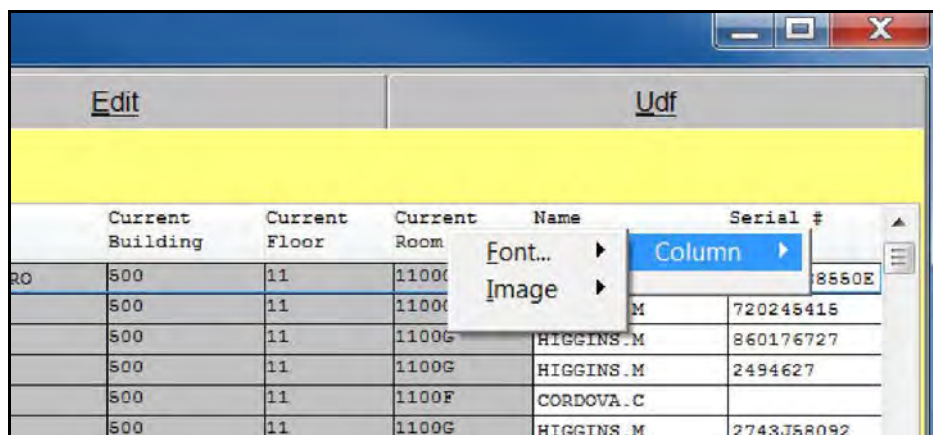 Edit Udf
Current Current Current Name Serial #
Building Floor Room
Font... Column
Image
RO 500 11 1100 8550E
500 11 1100 M 720245415
500 11 1100G HIGGINS.M 860176727
500 11 1100G HIGGINS.M 2494627
500 11 1100F CORDOVA.C
500 11 1100G HIGGINS.M 2743J58092